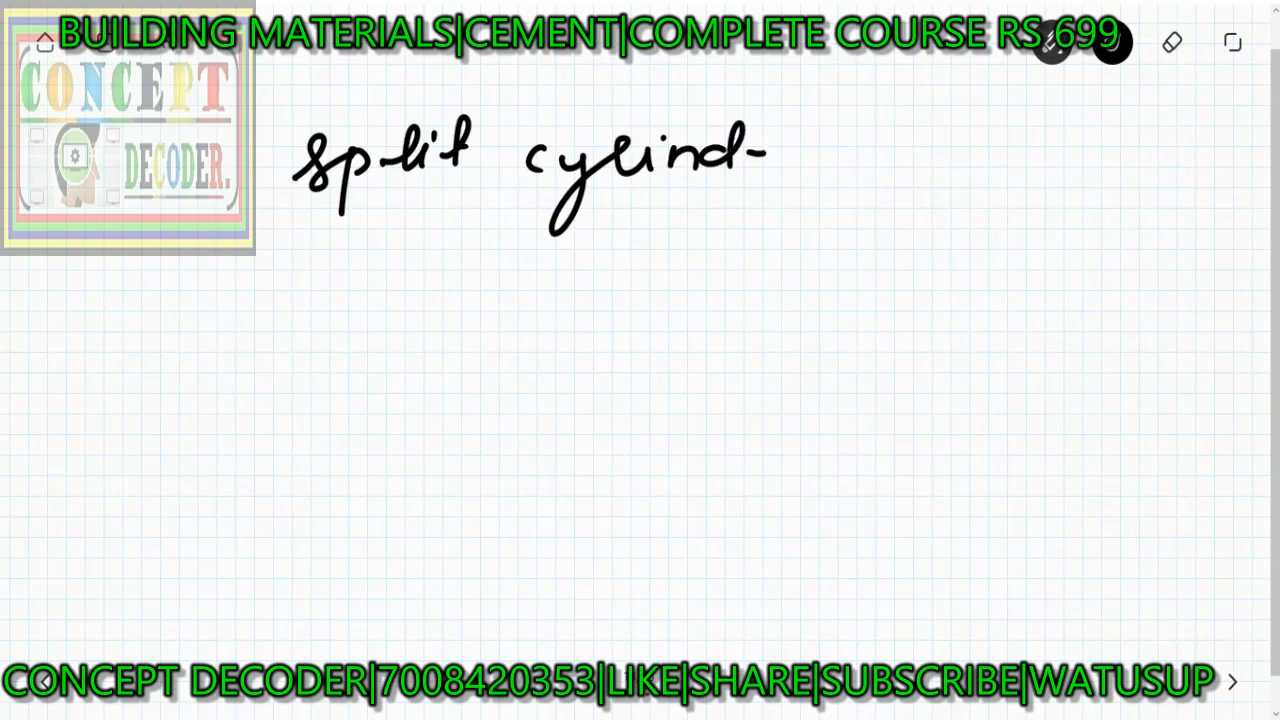 BUILDING MATERIALS|CEMENT|COMPLETE COURSE RS 699
CONCEPT
DECODER.
split cylind-
CONCEPT DECODER|7008420353|LIKE|SHARE|SUBSCRIBE|WATUSUP